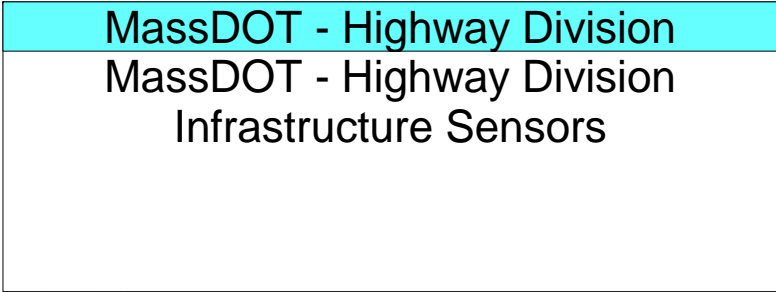 MassDOT - Highway Division
MassDOT - Highway Division
Infrastructure Sensors